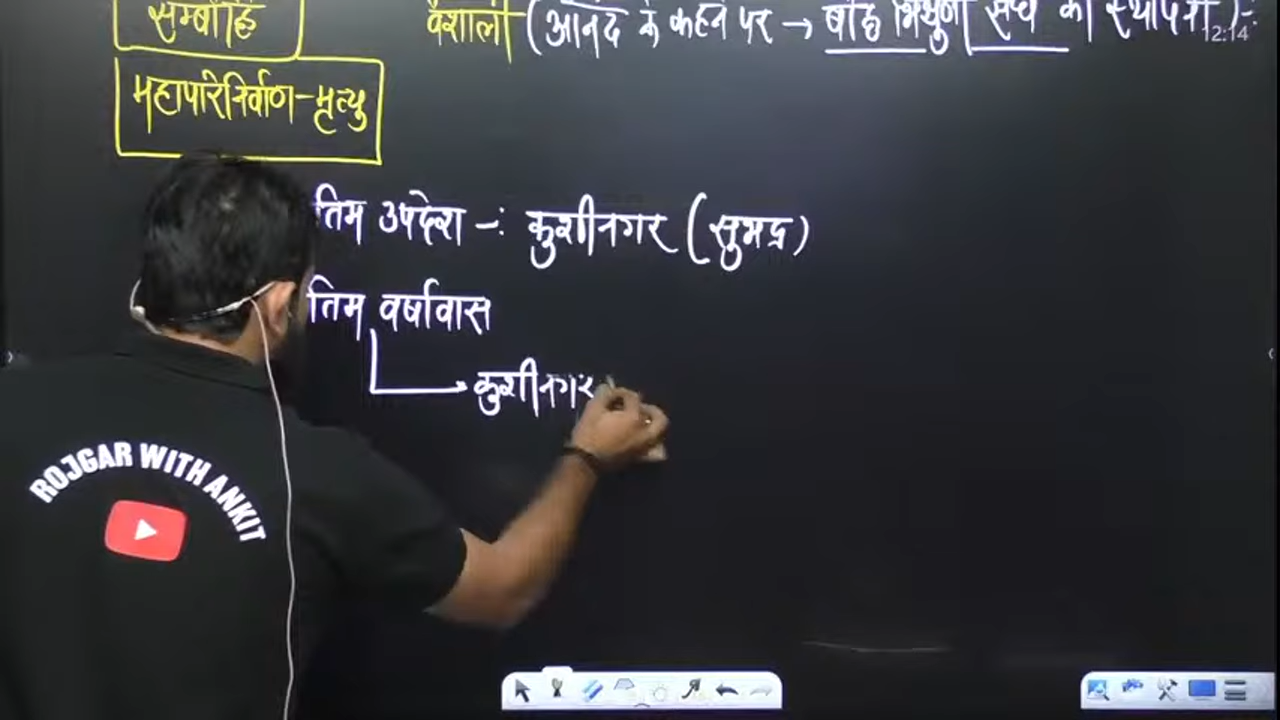 सम्बोधि
वैशाली (आनंद के कहने पर → बौद्ध भिक्षुणी संघ की स्थापना) -:
12:14
महापरिनिर्वाण-मृत्यु
तिम उपदेश -: कुशीनगर (सुभद्र)
तिम वर्षावास
कुशीनगर
ROJGAR WITH ANKIT